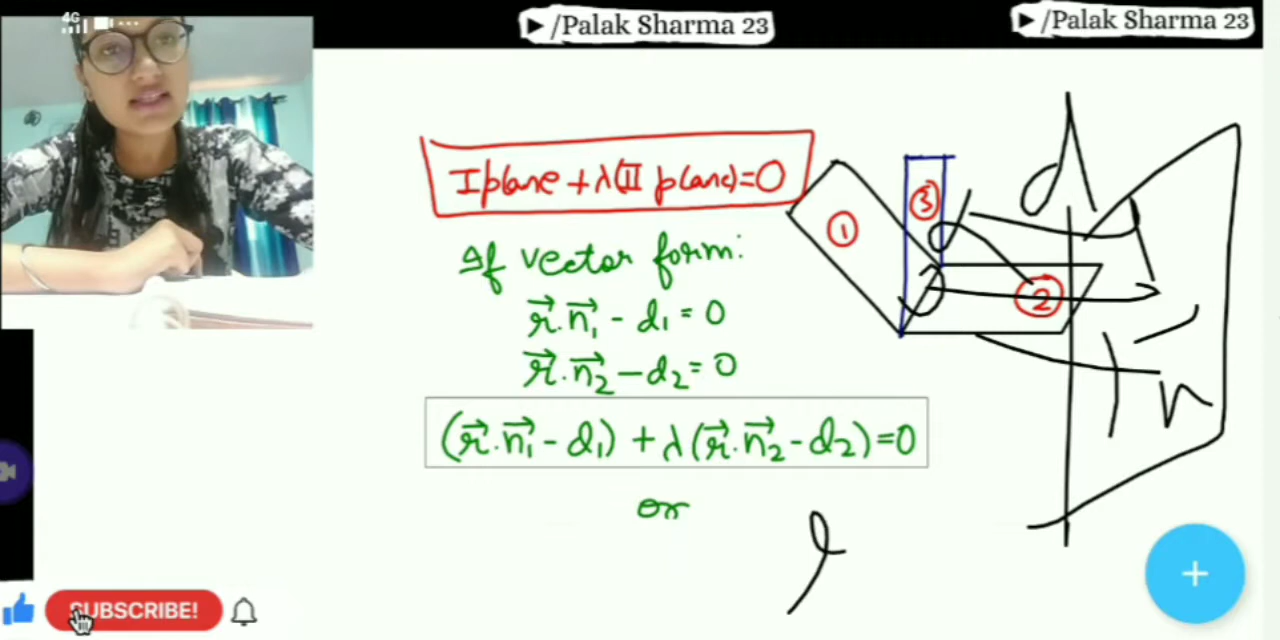 4G
/Palak Sharma 23
/Palak Sharma 23
I plane + λ(II plane) = 0
If vector form:
r⃗.n⃗₁ - d₁ = 0
r⃗.n⃗₂ - d₂ = 0
(r⃗.n⃗₁ - d₁) + λ(r⃗.n⃗₂ - d₂) = 0
or
①
③
②
SUBSCRIBE!